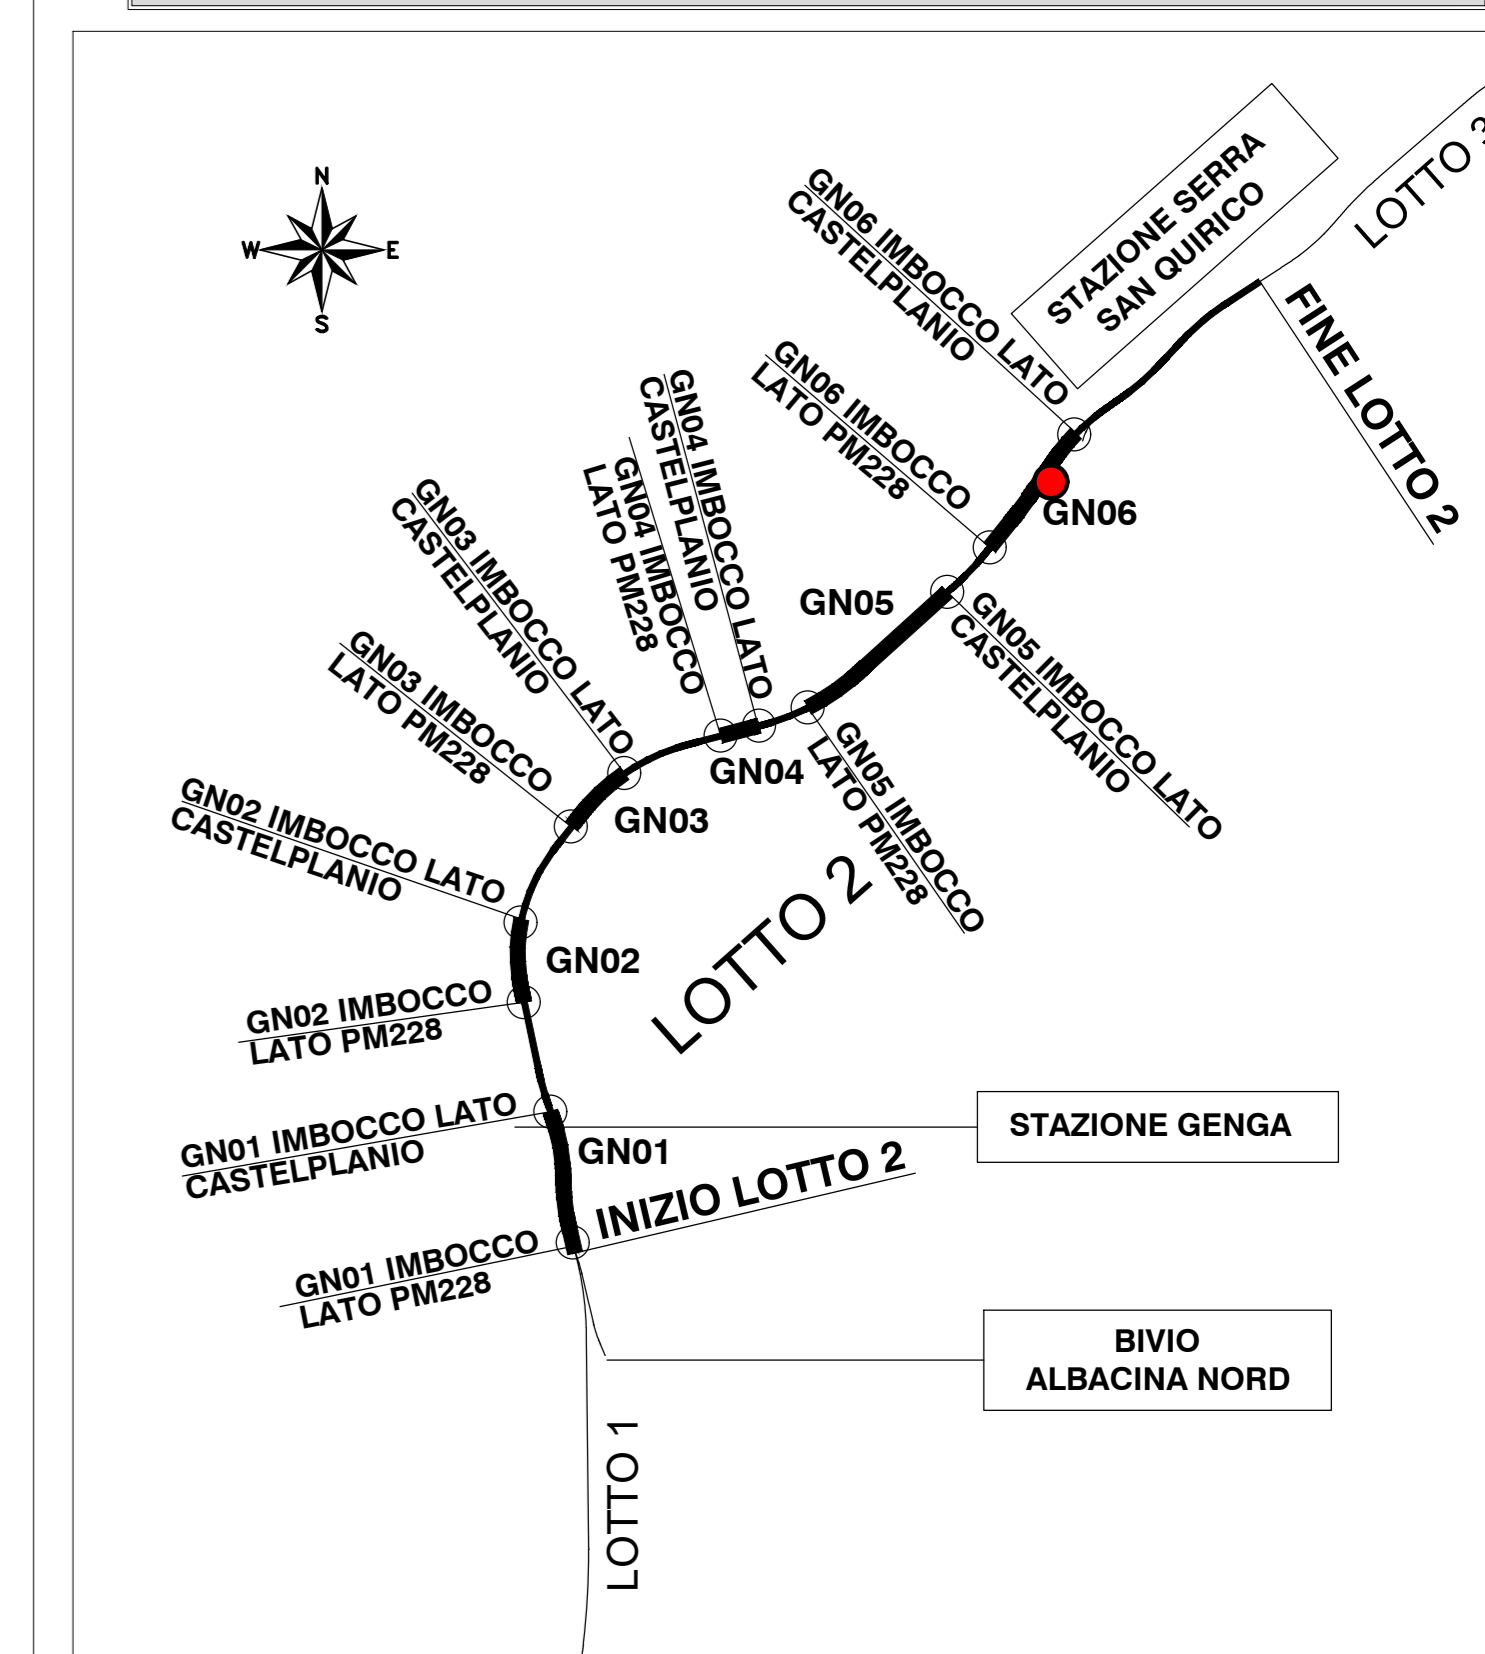 N
W E
S
STAZIONE SERRA
SAN QUIRICO
LOTTO 3
GN06 IMBOCCO LATO
CASTELPLANIO
FINE LOTTO 2
GN06 IMBOCCO
LATO PM228
GN06
GN04 IMBOCCO LATO
CASTELPLANIO
GN04 IMBOCCO
LATO PM228
GN03 IMBOCCO LATO
CASTELPLANIO
GN05
GN05 IMBOCCO LATO
CASTELPLANIO
GN03 IMBOCCO
LATO PM228
GN04
GN05 IMBOCCO
LATO PM228
GN03
GN02 IMBOCCO LATO
CASTELPLANIO
LOTTO 2
GN02
GN02 IMBOCCO
LATO PM228
GN01 IMBOCCO LATO
CASTELPLANIO
STAZIONE GENGA
GN01
INIZIO LOTTO 2
GN01 IMBOCCO
LATO PM228
BIVIO
ALBACINA NORD
LOTTO 1